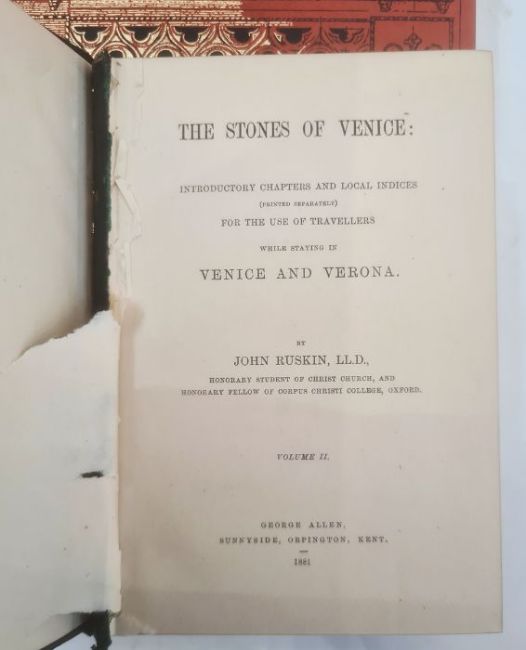 THE STONES OF VENICE:
INTRODUCTORY CHAPTERS AND LOCAL INDICES
(PRINTED SEPARATELY)
FOR THE USE OF TRAVELLERS
WHILE STAYING IN
VENICE AND VERONA.
BY
JOHN RUSKIN, LL.D.,
HONORARY STUDENT OF CHRIST CHURCH, AND
HONORARY FELLOW OF CORPUS CHRISTI COLLEGE, OXFORD.
VOLUME II.
GEORGE ALLEN,
SUNNYSIDE, ORPINGTON, KENT.
1881